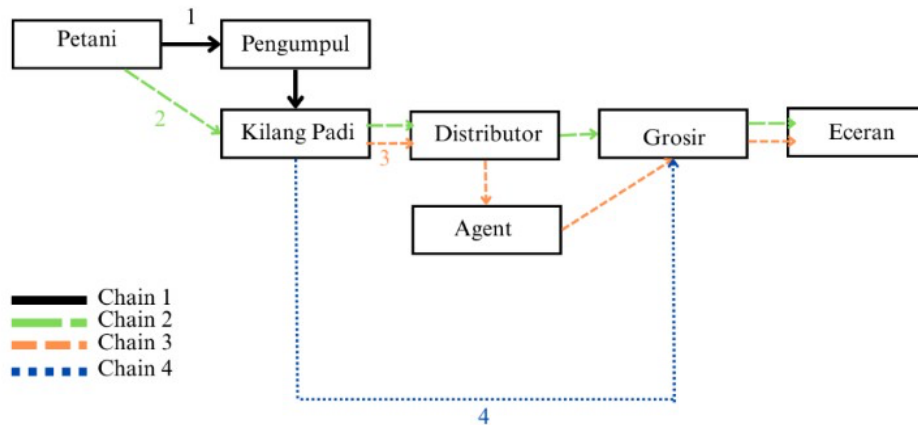 1
Petani
Pengumpul
2
Kilang Padi
3
Distributor
Grosir
Eceran
Agent
Chain 1
Chain 2
Chain 3
Chain 4
4